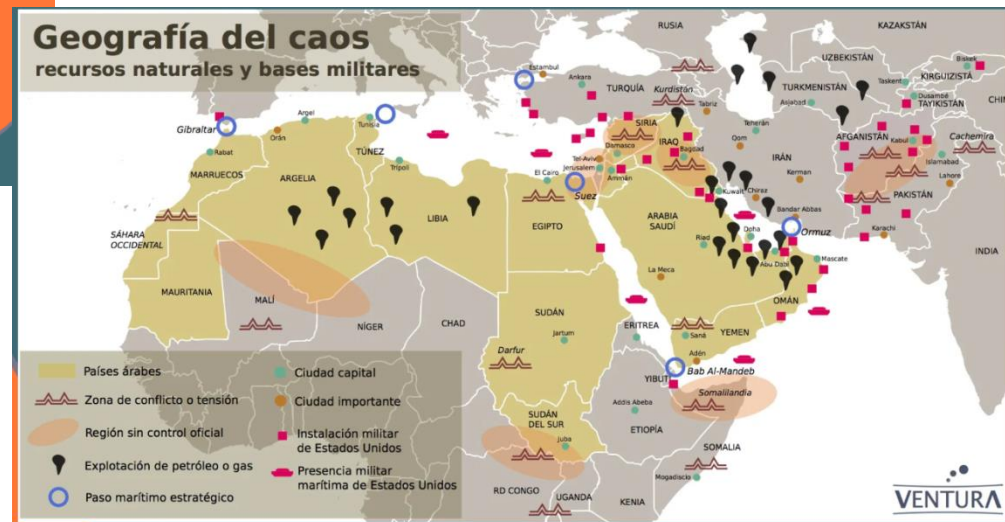 Geografía del caos
recursos naturales y bases militares
RUSIA
KAZAKSTÁN
UZBEKISTÁN
Biskek
KIRGUIZISTÁ
Taskent
TURKMENISTÁN
Dusambé
TAYIKISTÁN
CHIN
Asjabad
Estambul
Ankara
TURQUÍA
Kurdistán
Tabriz
Teherán
Qom
IRÁN
Kerman
Chiraz
Bandar Abbas
Ormuz
AFGANISTÁN
Kabul
Cachemira
Islamabad
Lahore
PAKISTÁN
Karachi
INDIA
Gibraltar
Rabat
Orán
Argel
Tunisia
TÚNEZ
Trípoli
MARRUECOS
ARGELIA
LIBIA
EGIPTO
El Cairo
Suez
Tel-Aviv
Jerusalem
Ammán
Damasco
SIRIA
IRAQ
Bagdad
Kuwait
ARABIA
SAUDÍ
Riad
Doha
Abu Dabi
Mascate
OMÁN
La Meca
YEMEN
Saná
Adén
Bab Al-Mandeb
SÁHARA
OCCIDENTAL
MAURITANIA
MALÍ
NÍGER
CHAD
SUDÁN
Jartum
Darfur
ERITREA
YIBUTI
Somalilandia
SUDÁN
DEL SUR
Juba
Addis Abeba
ETIOPÍA
SOMALIA
Mogadiscio
RD CONGO
UGANDA
KENIA
Países árabes
Zona de conflicto o tensión
Región sin control oficial
Explotación de petróleo o gas
Paso marítimo estratégico
Ciudad capital
Ciudad importante
Instalación militar
de Estados Unidos
Presencia militar
marítima de Estados Unidos
VENTURA